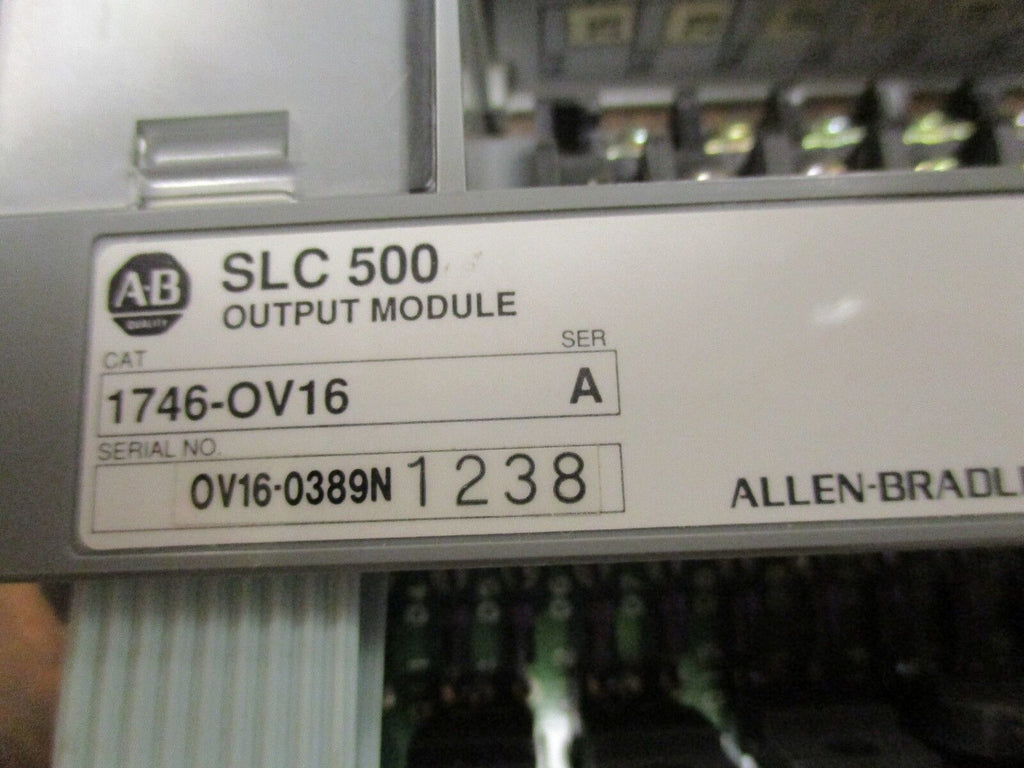 A-B
QUALITY
SLC 500
OUTPUT MODULE
CAT
SER
1746-OV16
A
SERIAL NO.
OV16-0389N 1238
ALLEN-BRADL